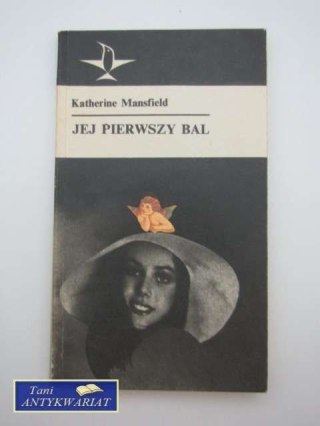 Katherine Mansfield
JEJ PIERWSZY BAL
Tani
ANTYKWARIAT